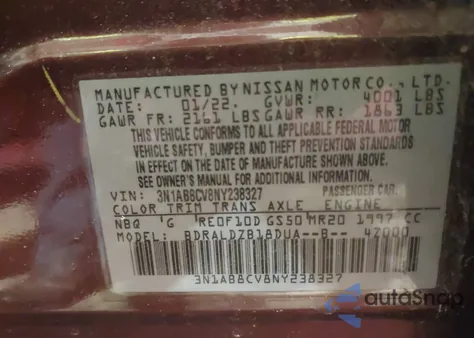 MANUFACTURED BY NISSAN MOTOR CO., LTD.
DATE: 01/22. GVWR: 4001 LBS
GAWR FR: 2161 LBS GAWR RR: 1863 LBS
THIS VEHICLE CONFORMS TO ALL APPLICABLE FEDERAL MOTOR
VEHICLE SAFETY, BUMPER AND THEFT PREVENTION STANDARDS
IN EFFECT ON THE DATE OF MANUFACTURE SHOWN ABOVE.
SEE OWNER'S MANUAL FOR ADDITIONAL INFORMATION.
VIN: 3N1AB8CV8NY238327 PASSENGER CAR
COLOR TRIM TRANS AXLE ENGINE
NBQ 'G 'RE0F10D GS50 MR20 1997 CC
MODEL: BDRALDZB18DUA--B-- 47000
3N1AB8CV8NY238327
autoSnap